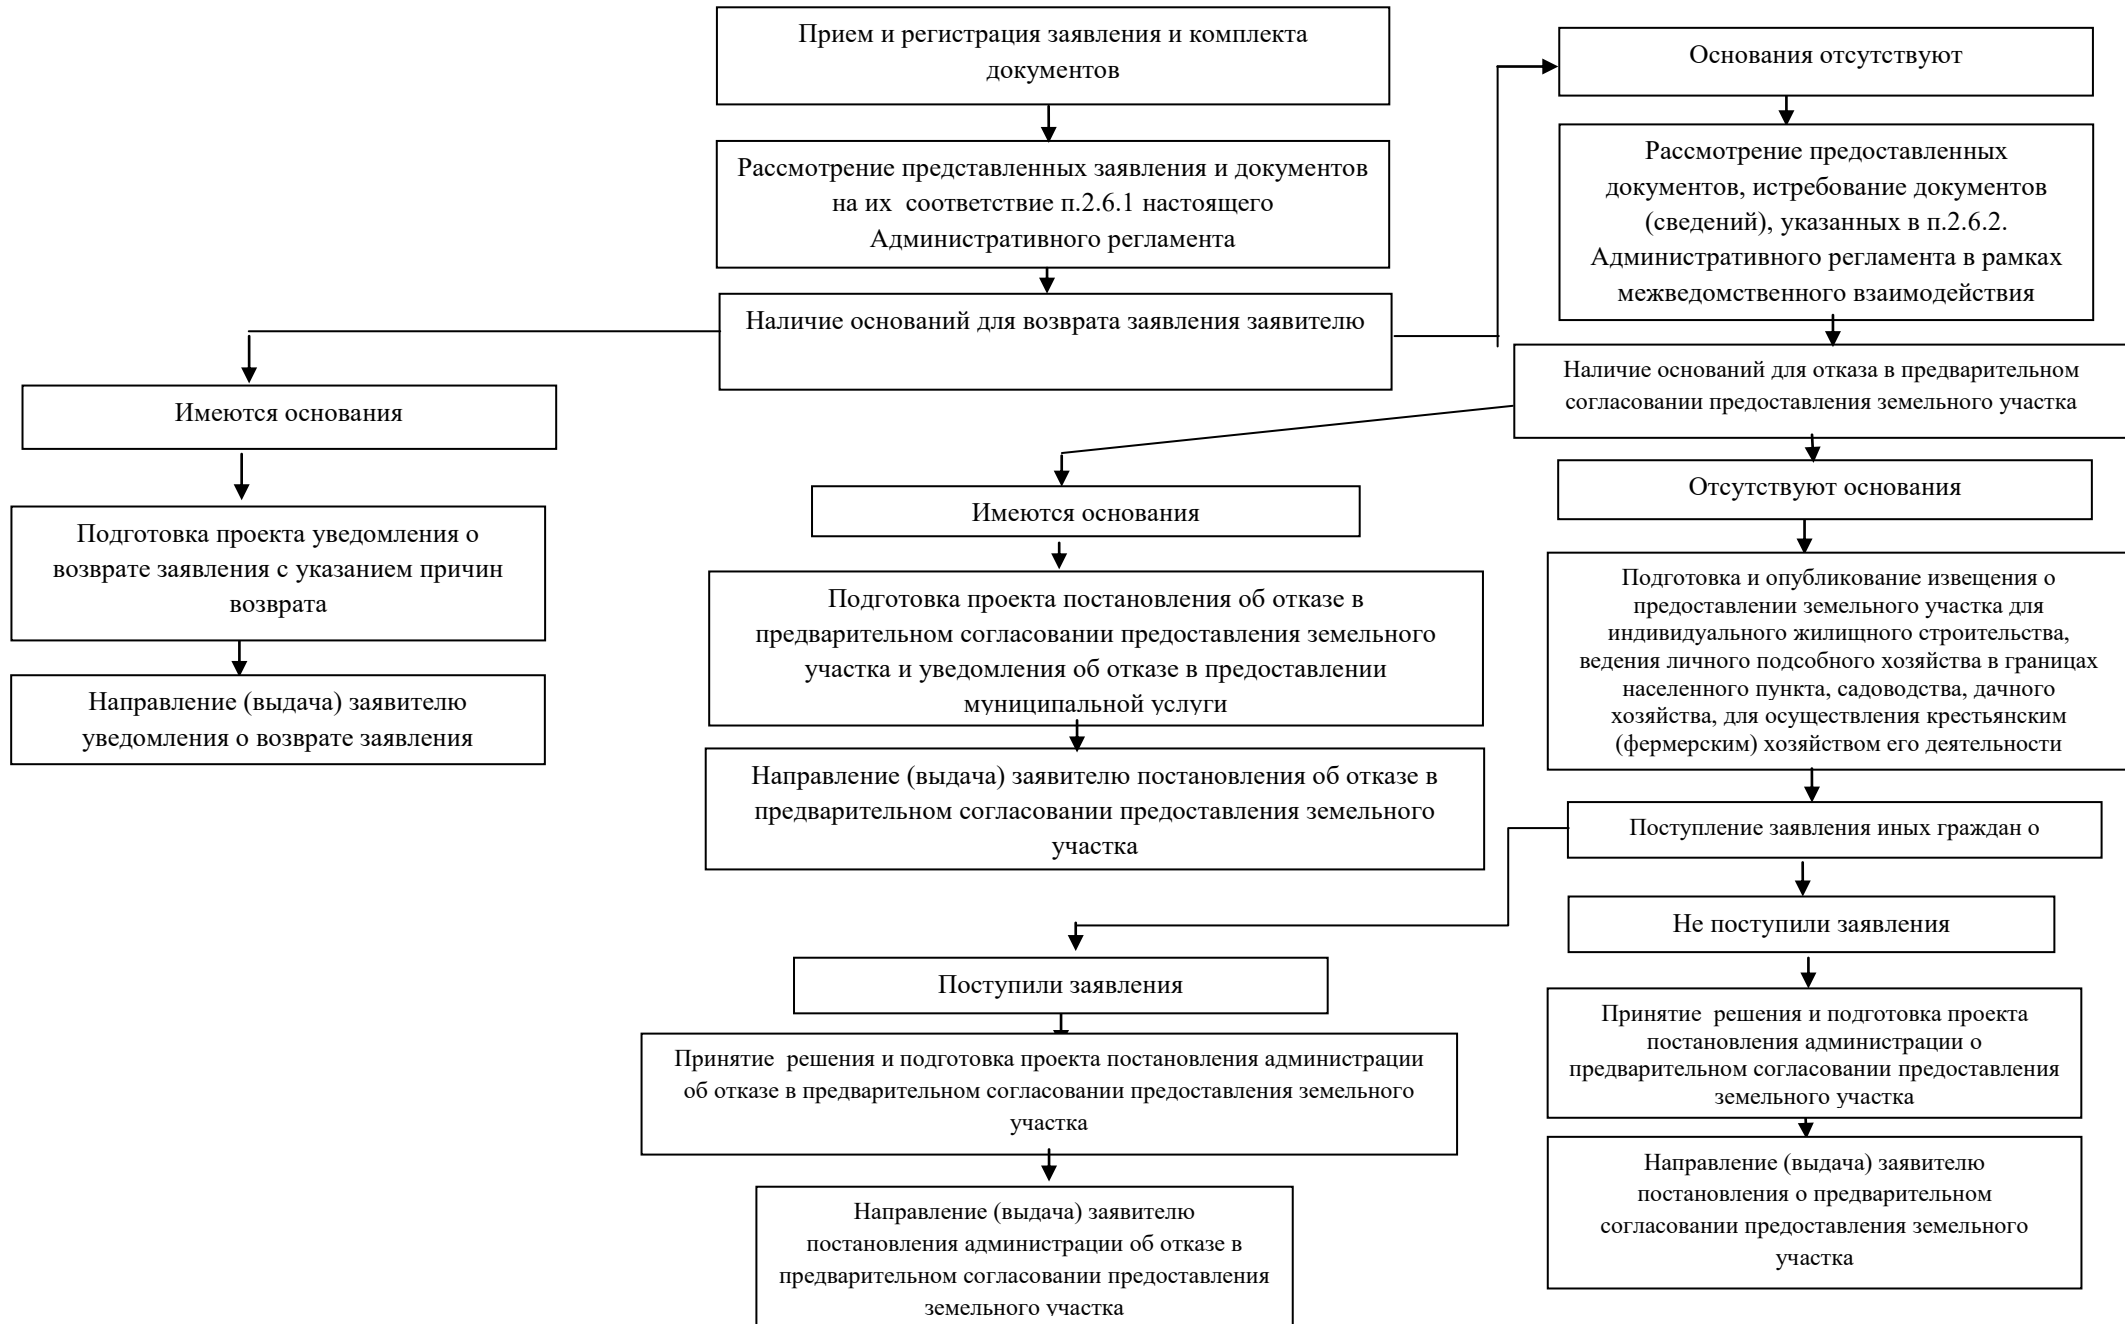 Прием и регистрация заявления и комплекта
документов
Рассмотрение представленных заявления и документов
на их соответствие п.2.6.1 настоящего
Административного регламента
Наличие оснований для возврата заявления заявителю
Имеются основания
Подготовка проекта уведомления о
возврате заявления с указанием причин
возврата
Направление (выдача) заявителю
уведомления о возврате заявления
Основания отсутствуют
Рассмотрение предоставленных
документов, истребование документов
(сведений), указанных в п.2.6.2.
Административного регламента в рамках
межведомственного взаимодействия
Наличие оснований для отказа в предварительном
согласовании предоставления земельного участка
Имеются основания
Подготовка проекта постановления об отказе в
предварительном согласовании предоставления земельного
участка и уведомления об отказе в предоставлении
муниципальной услуги
Направление (выдача) заявителю постановления об отказе в
предварительном согласовании предоставления земельного
участка
Отсутствуют основания
Подготовка и опубликование извещения о
предоставлении земельного участка для
индивидуального жилищного строительства,
ведения личного подсобного хозяйства в границах
населенного пункта, садоводства, дачного
хозяйства, для осуществления крестьянским
(фермерским) хозяйством его деятельности
Поступление заявления иных граждан о
Поступили заявления
Принятие решения и подготовка проекта постановления администрации
об отказе в предварительном согласовании предоставления земельного
участка
Направление (выдача) заявителю
постановления администрации об отказе в
предварительном согласовании предоставления
земельного участка
Не поступили заявления
Принятие решения и подготовка проекта
постановления администрации о
предварительном согласовании предоставления
земельного участка
Направление (выдача) заявителю
постановления о предварительном
согласовании предоставления земельного
участка